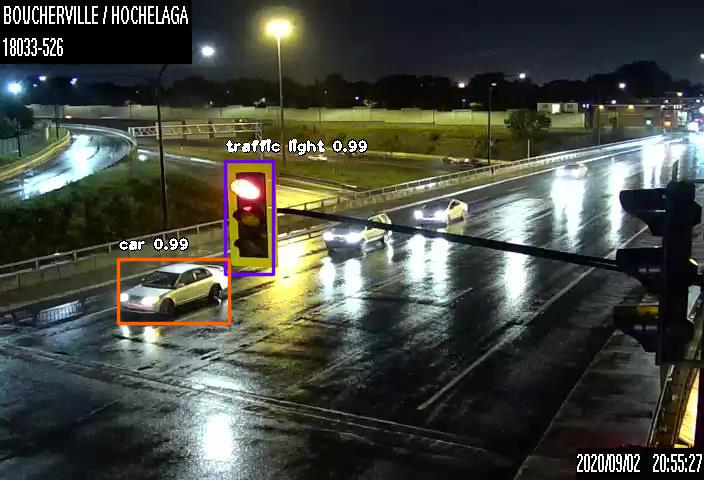 BOUCHERVILLE / HOCHELAGA
18033-526
traffic light 0.99
car 0.99
2020/09/02 20:55:27